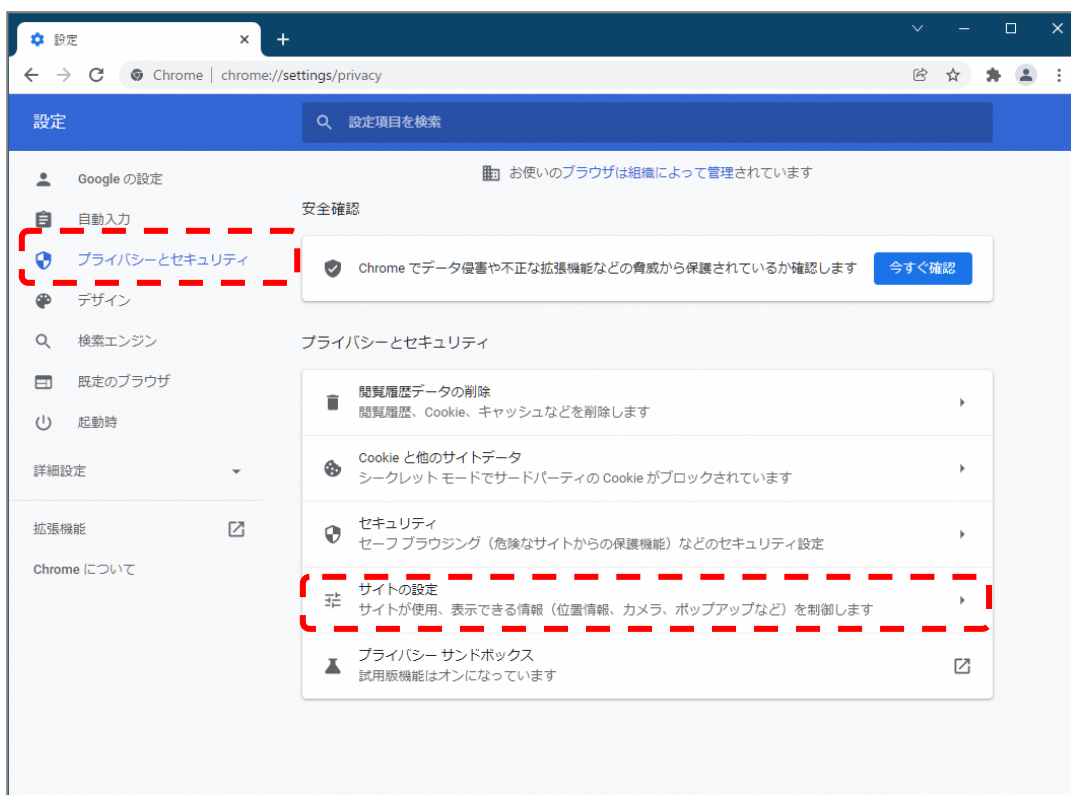 設定
Chrome | chrome://settings/privacy
設定
設定項目を検索
Google の設定
自動入力
プライバシーとセキュリティ
デザイン
検索エンジン
既定のブラウザ
起動時
詳細設定
拡張機能
Chrome について
お使いのブラウザは組織によって管理されています
安全確認
Chrome でデータ侵害や不正な拡張機能などの脅威から保護されているか確認します
今すぐ確認
プライバシーとセキュリティ
閲覧履歴データの削除
閲覧履歴、Cookie、キャッシュなどを削除します
Cookie と他のサイトデータ
シークレット モードでサードパーティの Cookie がブロックされています
セキュリティ
セーフ ブラウジング（危険なサイトからの保護機能）などのセキュリティ設定
サイトの設定
サイトが使用、表示できる情報（位置情報、カメラ、ポップアップなど）を制御します
プライバシー サンドボックス
試用版機能はオンになっています